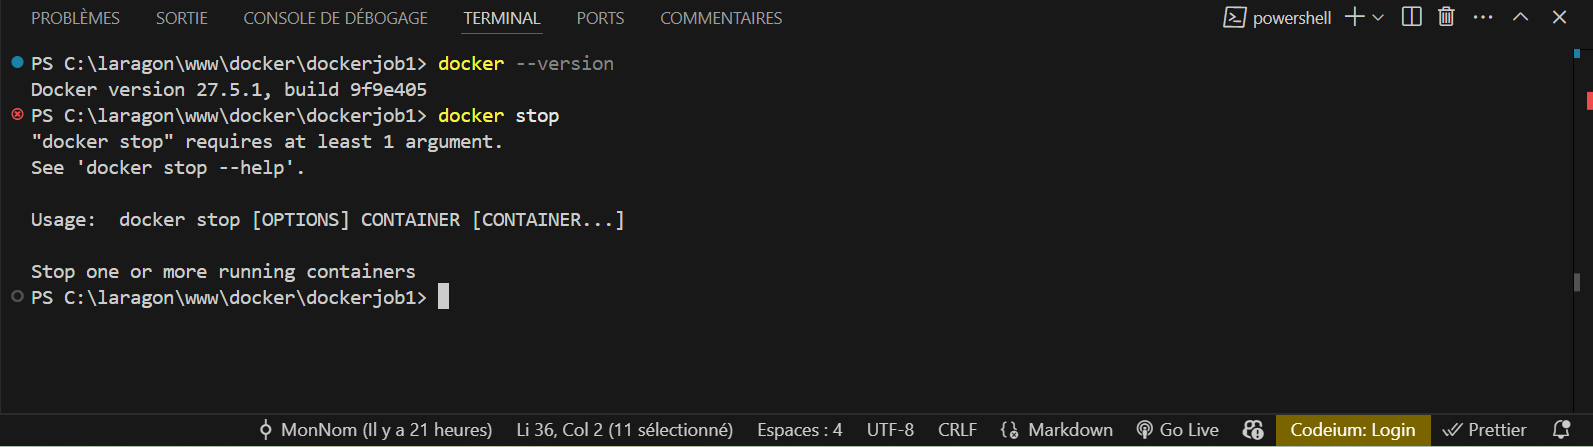 PROBLÈMES SORTIE CONSOLE DE DÉBOGAGE TERMINAL PORTS COMMENTAIRES powershell
PS C:\laragon\www\docker\dockerjob1> docker --version
Docker version 27.5.1, build 9f9e405
PS C:\laragon\www\docker\dockerjob1> docker stop
"docker stop" requires at least 1 argument.
See 'docker stop --help'.
Usage:  docker stop [OPTIONS] CONTAINER [CONTAINER...]
Stop one or more running containers
PS C:\laragon\www\docker\dockerjob1>
MonNom (Il y a 21 heures) Li 36, Col 2 (11 sélectionné) Espaces : 4 UTF-8 CRLF Markdown Go Live Codeium: Login Prettier